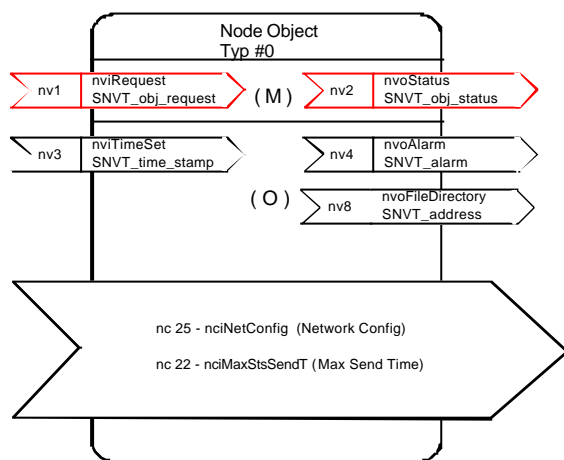 Node Object
Typ #0
nv1
nviRequest
SNVT_obj_request
( M )
nv2
nvoStatus
SNVT_obj_status
nv3
nviTimeSet
SNVT_time_stamp
nv4
nvoAlarm
SNVT_alarm
( O )
nv8
nvoFileDirectory
SNVT_address
nc 25 - nciNetConfig (Network Config)
nc 22 - nciMaxStsSendT (Max Send Time)